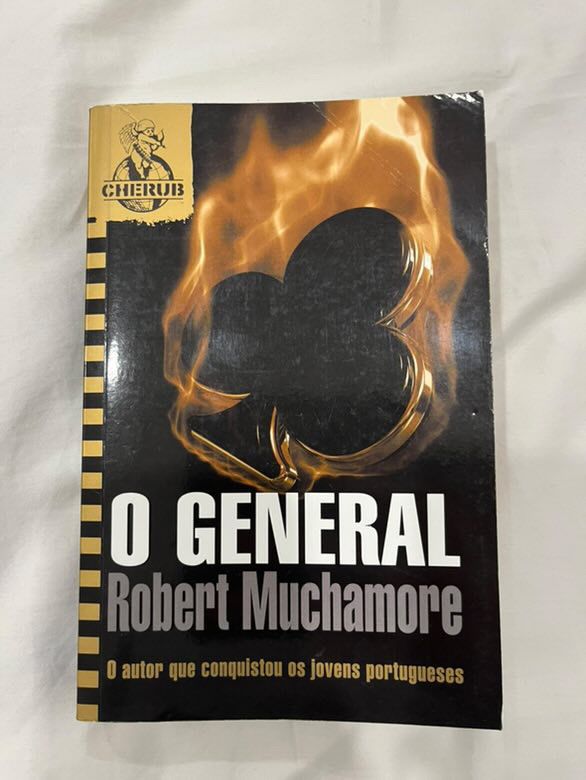 CHERUB
O GENERAL
Robert Muchamore
O autor que conquistou os jovens portugueses